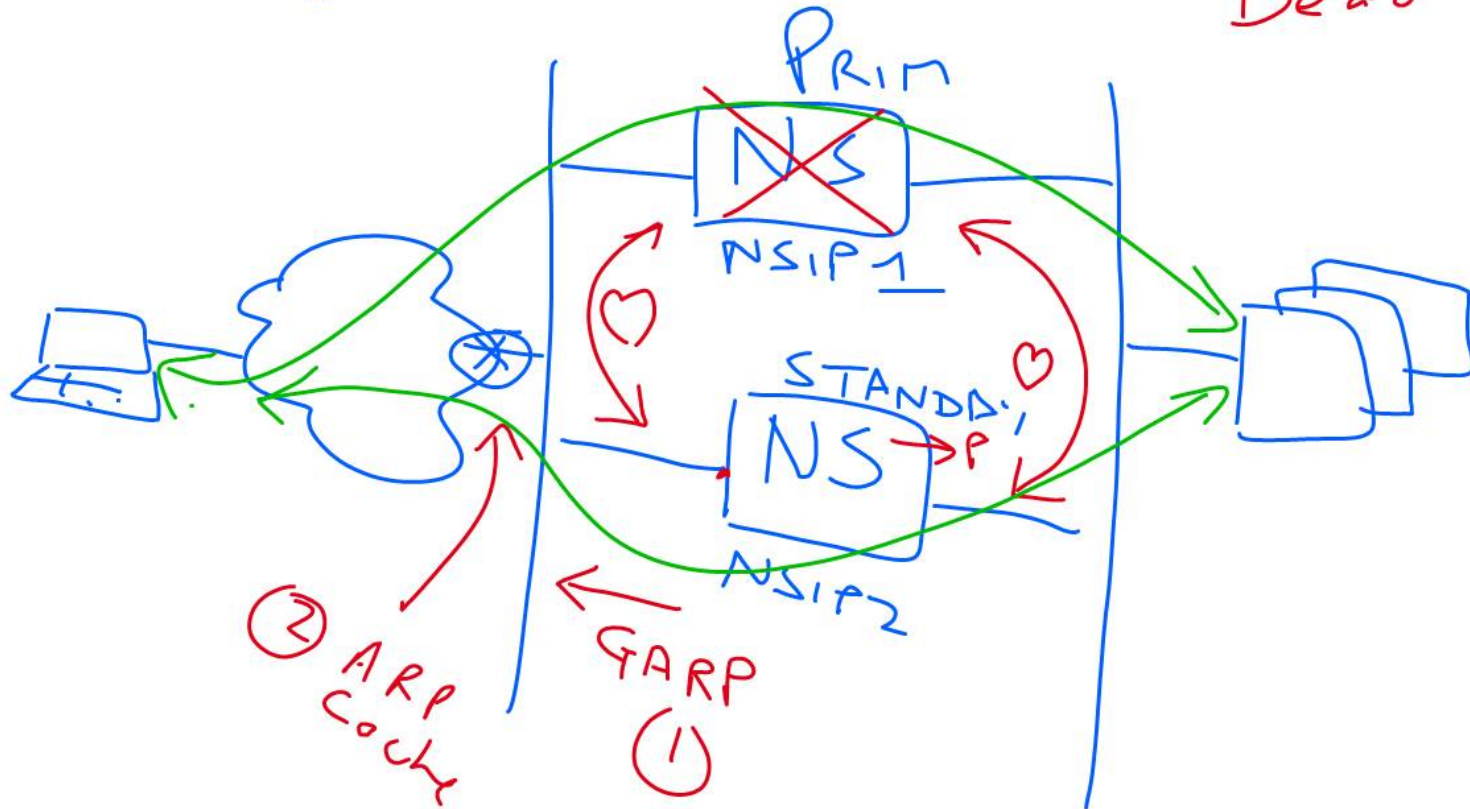 PRIM
NS
NSIP1
STANDBY
NS → P
NSIP2
GARP
①
② ARP
Cache